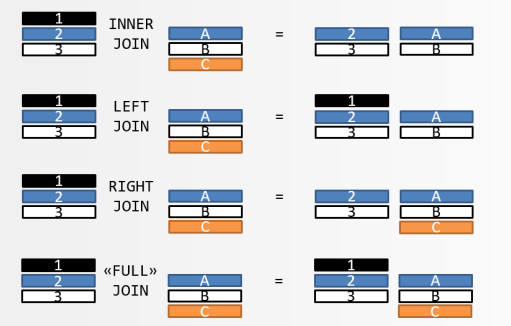 1
INNER
2 A = 2 A
JOIN
3 B 3 B
C
1 1
LEFT
2 A = 2 A
JOIN
3 B 3 B
C
1
RIGHT
2 A = 2 A
JOIN
3 B 3 B
C C
1 1
«FULL»
2 A = 2 A
JOIN
3 B 3 B
C C